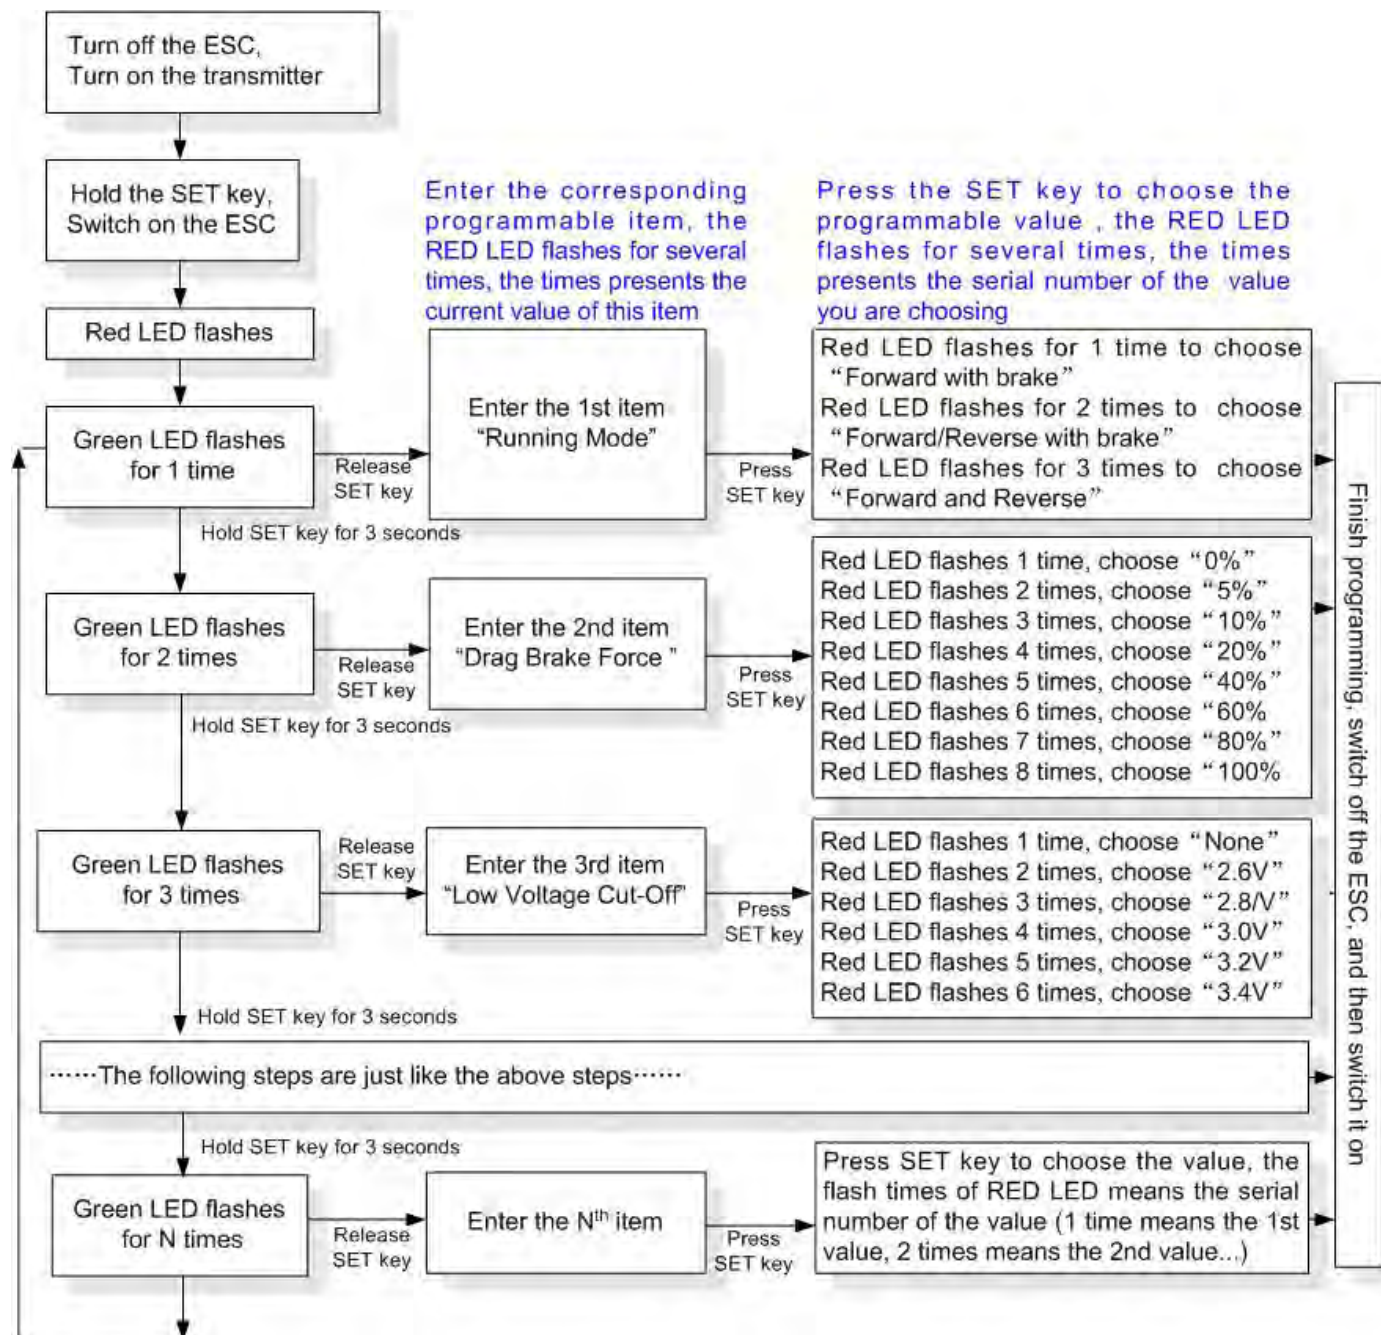 Turn off the ESC,
Turn on the transmitter
Hold the SET key,
Switch on the ESC
Red LED flashes
Enter the corresponding
programmable item, the
RED LED flashes for several
times, the times presents the
current value of this item
Press the SET key to choose the
programmable value , the RED LED
flashes for several times, the times
presents the serial number of the value
you are choosing
Green LED flashes
for 1 time
Release
SET key
Enter the 1st item
“Running Mode”
Press
SET key
Red LED flashes for 1 time to choose
“Forward with brake”
Red LED flashes for 2 times to choose
“Forward/Reverse with brake”
Red LED flashes for 3 times to choose
“Forward and Reverse”
Hold SET key for 3 seconds
Green LED flashes
for 2 times
Release
SET key
Enter the 2nd item
“Drag Brake Force ”
Press
SET key
Red LED flashes 1 time, choose “0%”
Red LED flashes 2 times, choose “5%”
Red LED flashes 3 times, choose “10%”
Red LED flashes 4 times, choose “20%”
Red LED flashes 5 times, choose “40%”
Red LED flashes 6 times, choose “60%
Red LED flashes 7 times, choose “80%”
Red LED flashes 8 times, choose “100%
Hold SET key for 3 seconds
Green LED flashes
for 3 times
Release
SET key
Enter the 3rd item
“Low Voltage Cut-Off”
Press
SET key
Red LED flashes 1 time, choose “None”
Red LED flashes 2 times, choose “2.6V”
Red LED flashes 3 times, choose “2.8/V”
Red LED flashes 4 times, choose “3.0V”
Red LED flashes 5 times, choose “3.2V”
Red LED flashes 6 times, choose “3.4V”
Hold SET key for 3 seconds
······The following steps are just like the above steps······
Hold SET key for 3 seconds
Green LED flashes
for N times
Release
SET key
Enter the Nth item
Press
SET key
Press SET key to choose the value, the
flash times of RED LED means the serial
number of the value (1 time means the 1st
value, 2 times means the 2nd value...)
Finish programming, switch off the ESC, and then switch it on